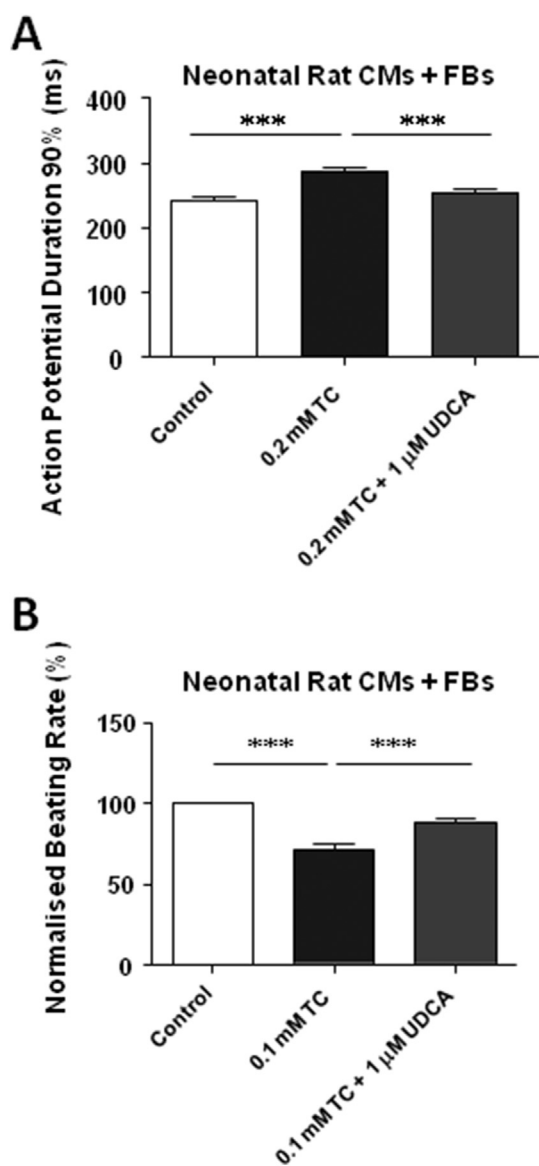 A
Neonatal Rat CMs + FBs
Action Potential Duration 90% (ms)
400
300
200
100
0
***
***
Control
0.2 mM TC
0.2 mM TC + 1 μM UDCA
B
Neonatal Rat CMs + FBs
Normalised Beating Rate (%)
150
100
50
0
***
***
Control
0.1 mM TC
0.1 mM TC + 1 μM UDCA